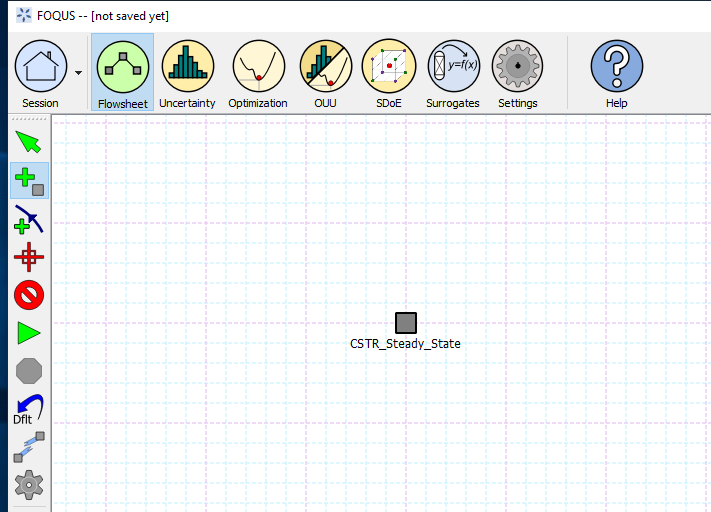 FOQUS -- [not saved yet]
Session Flowsheet Uncertainty Optimization OUU SDoE y=f(x) Surrogates Settings ? Help
CSTR_Steady_State
Dflt